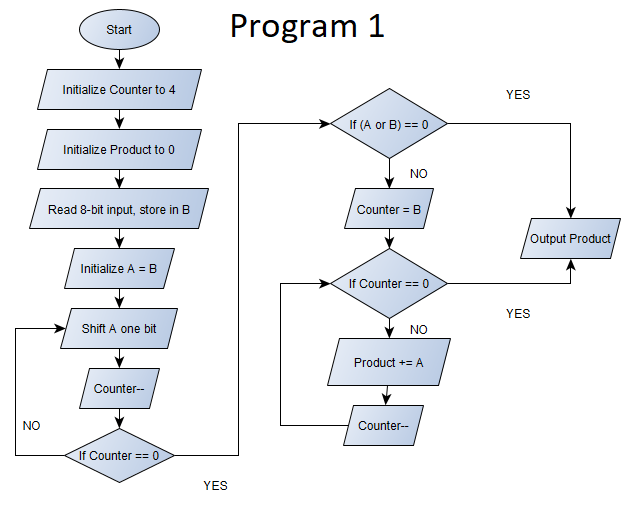 Program 1
Start
Initialize Counter to 4
Initialize Product to 0
Read 8-bit input, store in B
Initialize A = B
Shift A one bit
Counter--
If Counter == 0
NO
YES
If (A or B) == 0
YES
NO
Counter = B
If Counter == 0
YES
NO
Product += A
Counter--
Output Product